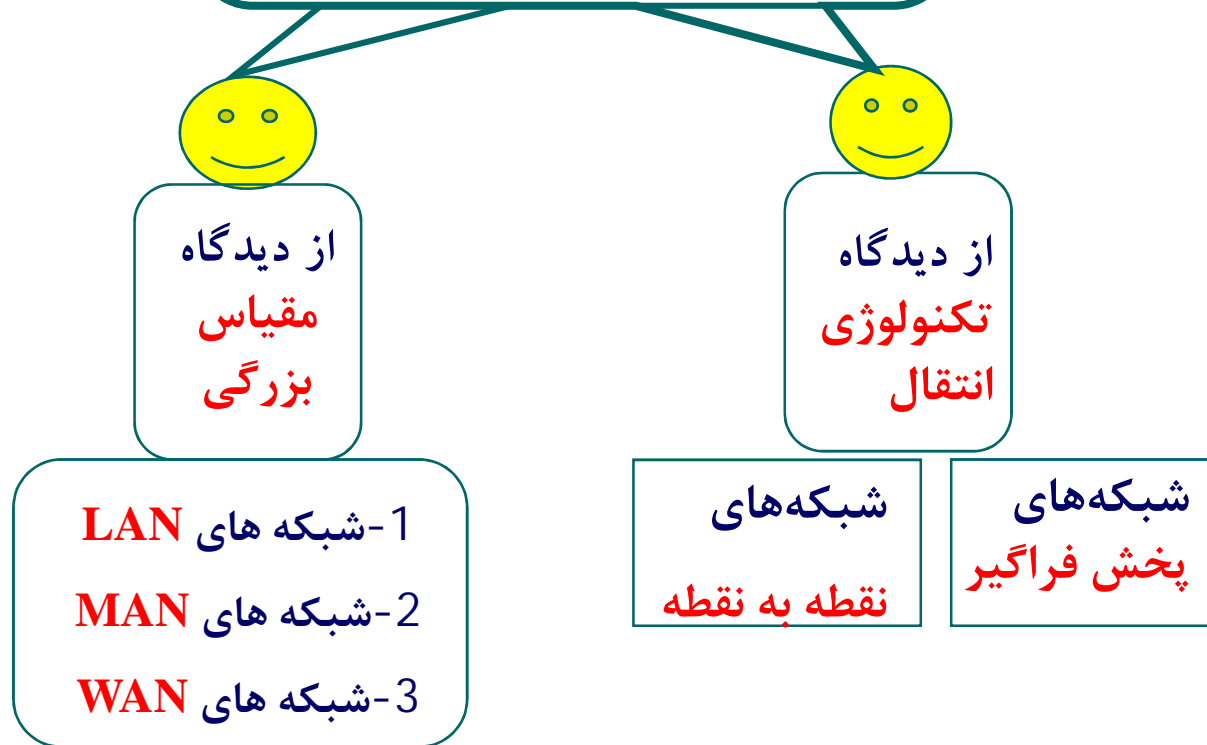 از دیدگاه
تکنولوژی
انتقال
شبکه‌های
پخش فراگیر
شبکه‌های
نقطه به نقطه
از دیدگاه
مقیاس
بزرگی
1-شبکه های LAN
2-شبکه های MAN
3-شبکه های WAN